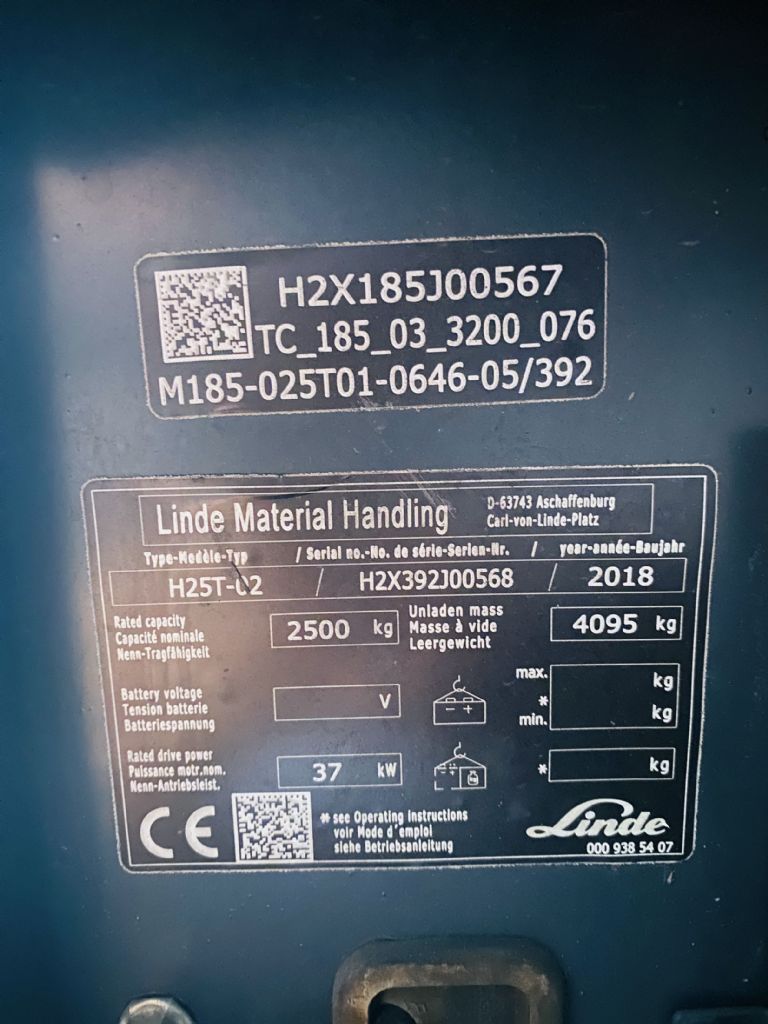 H2X185J00567
TC_185_03_3200_076
M185-025T01-0646-05/392
Linde Material Handling
D-63743 Aschaffenburg
Carl-von-Linde-Platz
Type-Modèle-Typ / Serial no.-No. de série-Serien-Nr. / year-année-Baujahr
H25T-02 / H2X392J00568 / 2018
Rated capacity
Capacité nominale
Nenn-Tragfähigkeit
2500 kg
Unladen mass
Masse à vide
Leergewicht
4095 kg
Battery voltage
Tension batterie
Batteriespannung
V
- +
max. kg
*
min. kg
Rated drive power
Puissance motr.nom.
Nenn-Antriebsleist.
37 kW
* kg
CE
* see Operating instructions
voir Mode d'emploi
siehe Betriebsanleitung
Linde
000 938 54 07